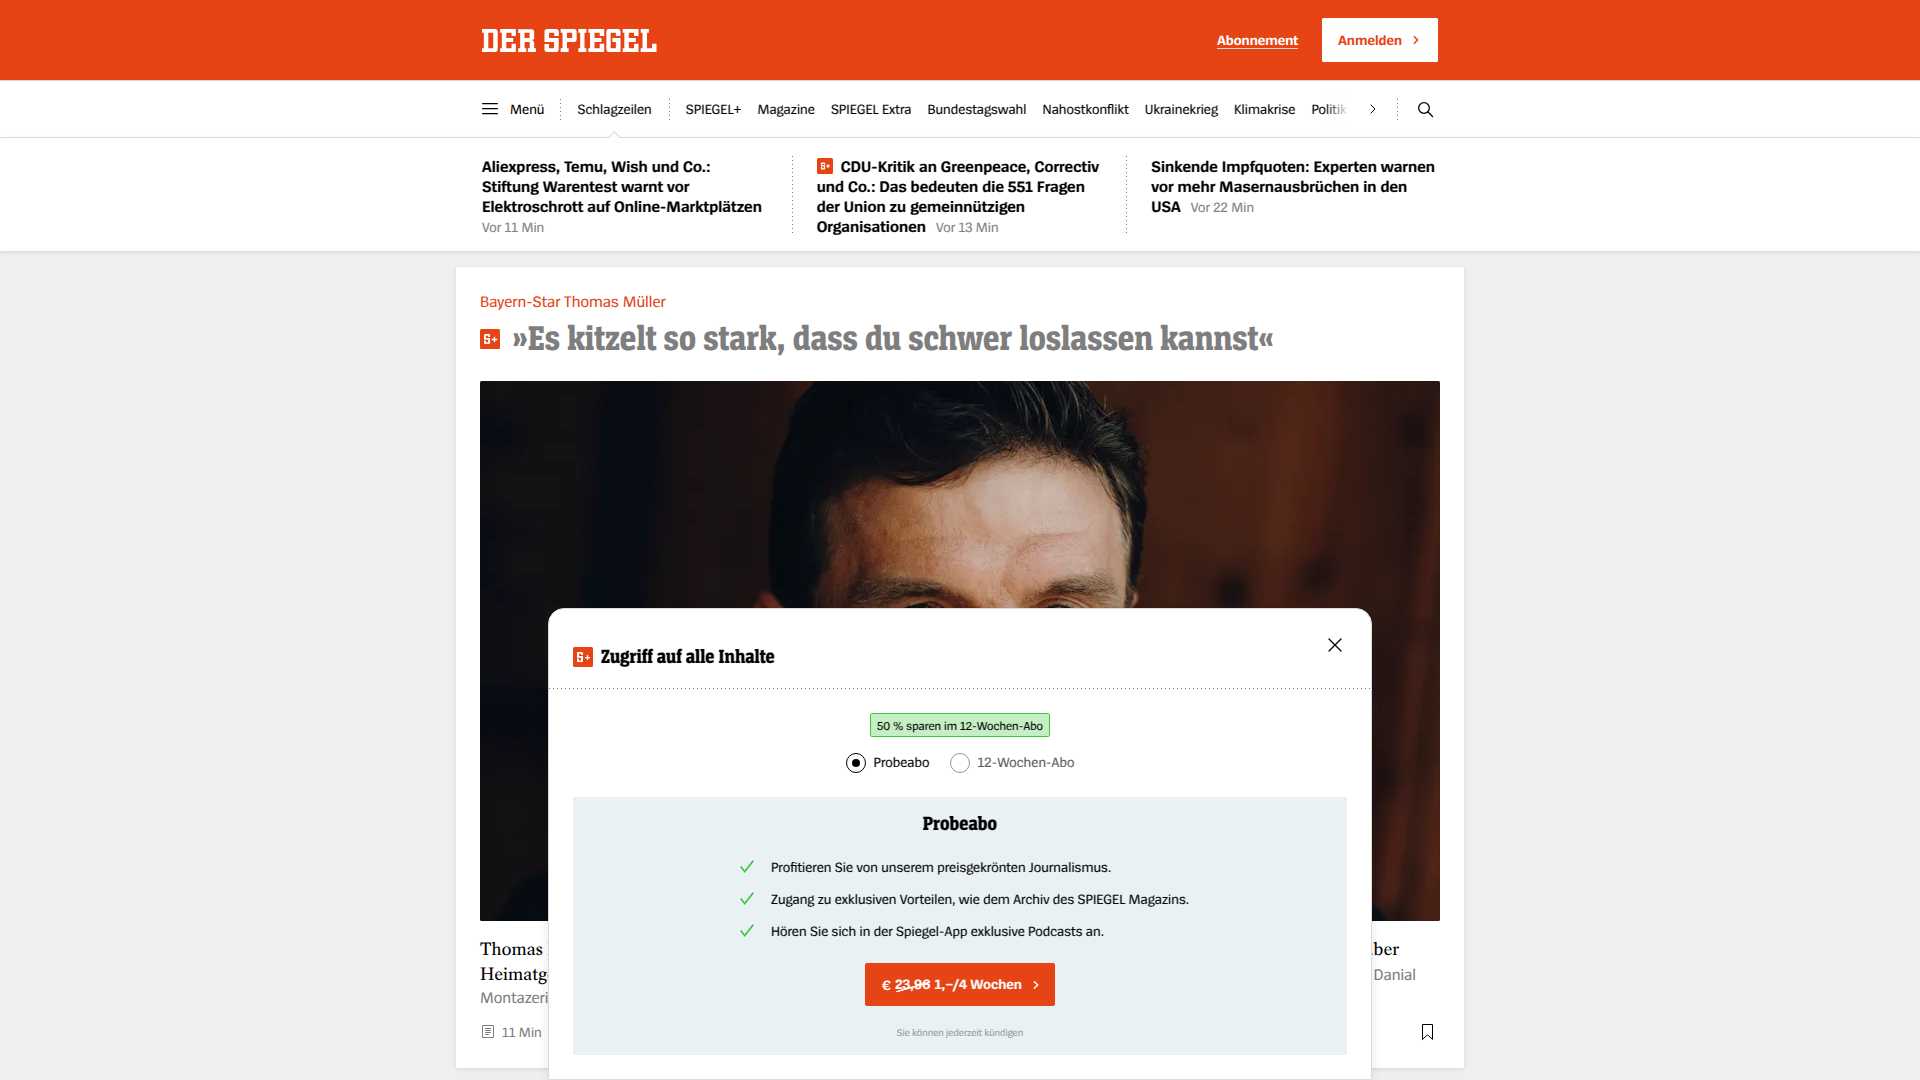 DER SPIEGEL
Abonnement
Anmelden
Menü
Schlagzeilen
SPIEGEL+
Magazine
SPIEGEL Extra
Bundestagswahl
Nahostkonflikt
Ukrainekrieg
Klimakrise
Politik
Aliexpress, Temu, Wish und Co.:
Stiftung Warentest warnt vor
Elektroschrott auf Online-Marktplätzen
Vor 11 Min
S+ CDU-Kritik an Greenpeace, Correctiv
und Co.: Das bedeuten die 551 Fragen
der Union zu gemeinnützigen
Organisationen Vor 13 Min
Sinkende Impfquoten: Experten warnen
vor mehr Masernausbrüchen in den
USA Vor 22 Min
Bayern-Star Thomas Müller
S+ »Es kitzelt so stark, dass du schwer loslassen kannst«
S+ Zugriff auf alle Inhalte
50 % sparen im 12-Wochen-Abo
Probeabo
12-Wochen-Abo
Probeabo
Profitieren Sie von unserem preisgekrönten Journalismus.
Zugang zu exklusiven Vorteilen, wie dem Archiv des SPIEGEL Magazins.
Hören Sie sich in der Spiegel-App exklusive Podcasts an.
€ 23,96 1,–/4 Wochen
Sie können jederzeit kündigen
Thomas
Heimatg
Danial
Montazeri
11 Min